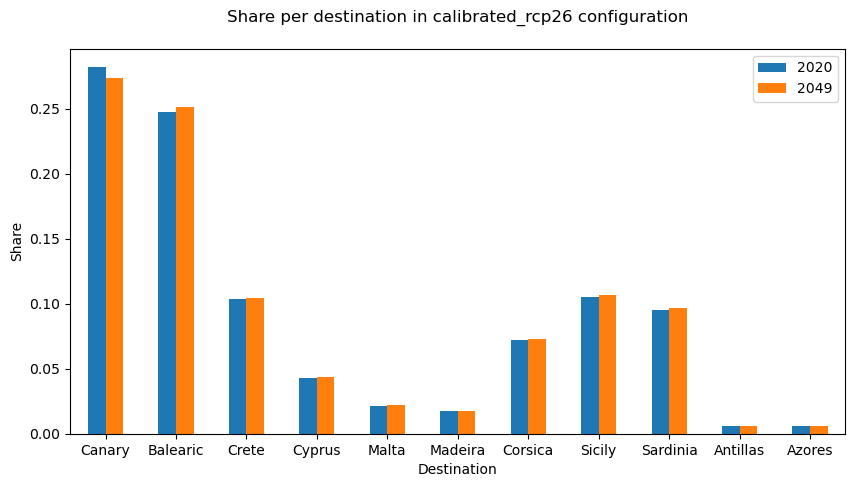 Share per destination in calibrated_rcp26 configuration
2020
2049
Share
0.25
0.20
0.15
0.10
0.05
0.00
Canary Balearic Crete Cyprus Malta Madeira Corsica Sicily Sardinia Antillas Azores
Destination